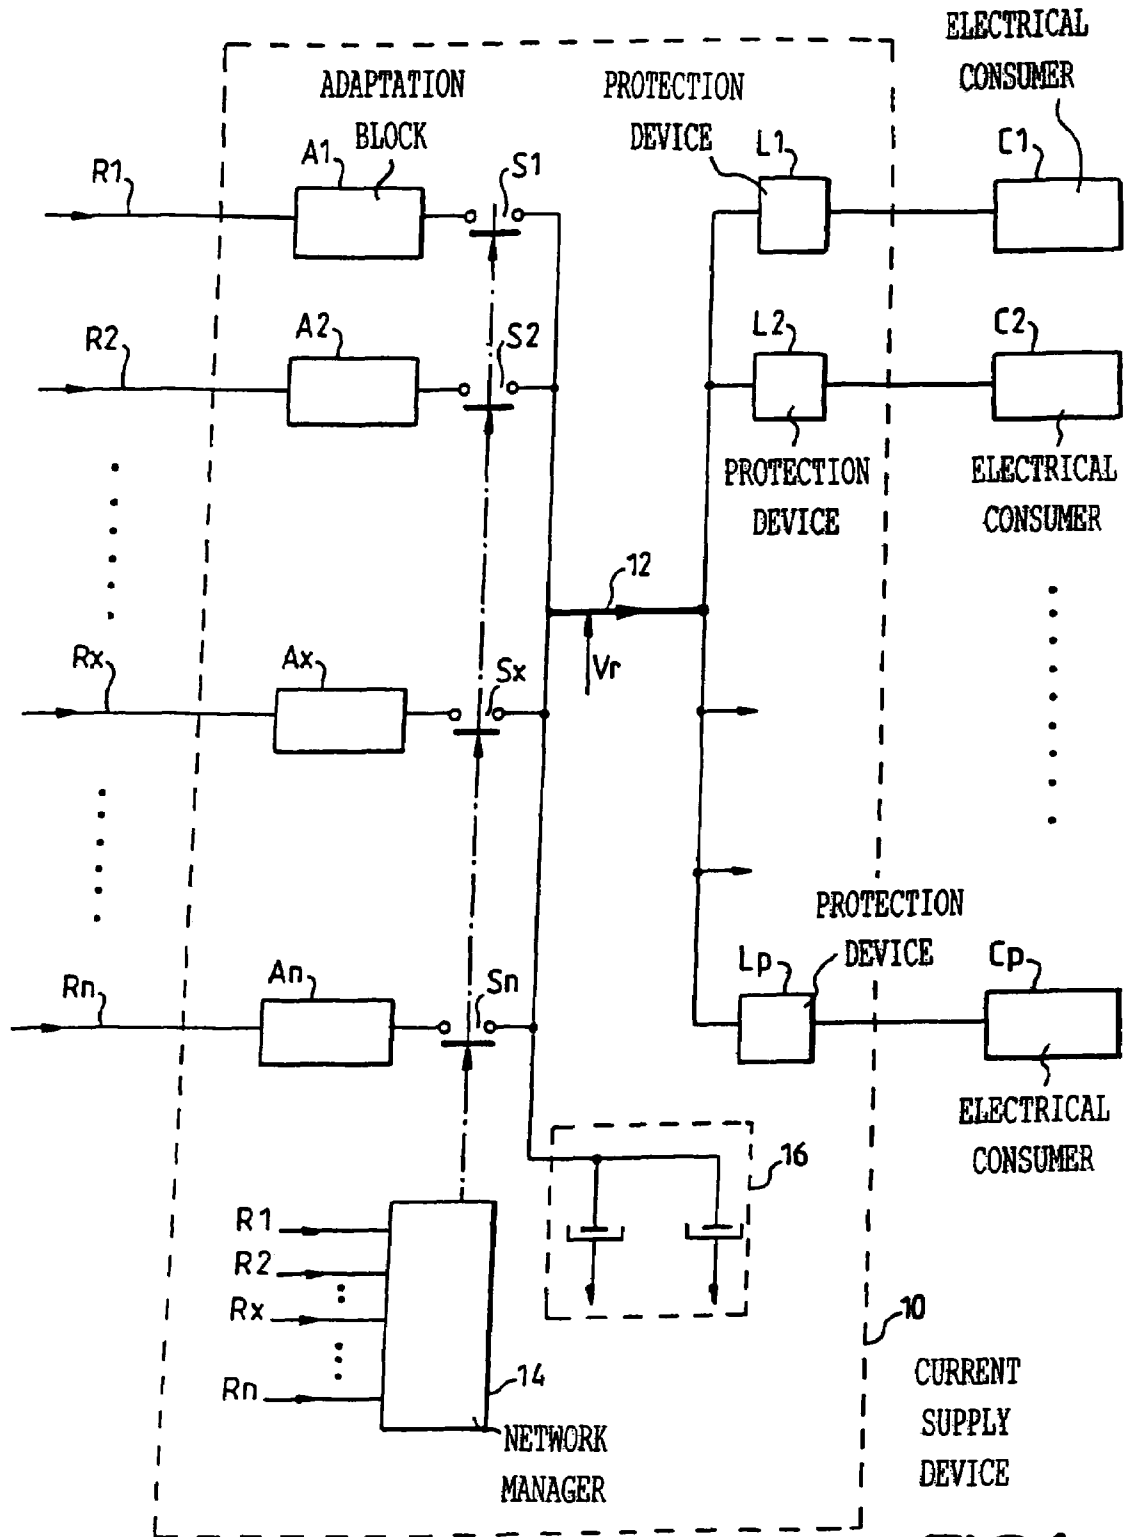 ELECTRICAL
CONSUMER
ADAPTATION
BLOCK
PROTECTION
DEVICE
R1
A1
S1
L1
C1
R2
A2
S2
L2
C2
PROTECTION
DEVICE
ELECTRICAL
CONSUMER
12
Vr
Rx
Ax
Sx
PROTECTION
DEVICE
Rn
An
Sn
Lp
Cp
ELECTRICAL
CONSUMER
16
R1
R2
Rx
Rn
14
NETWORK
MANAGER
10
CURRENT
SUPPLY
DEVICE